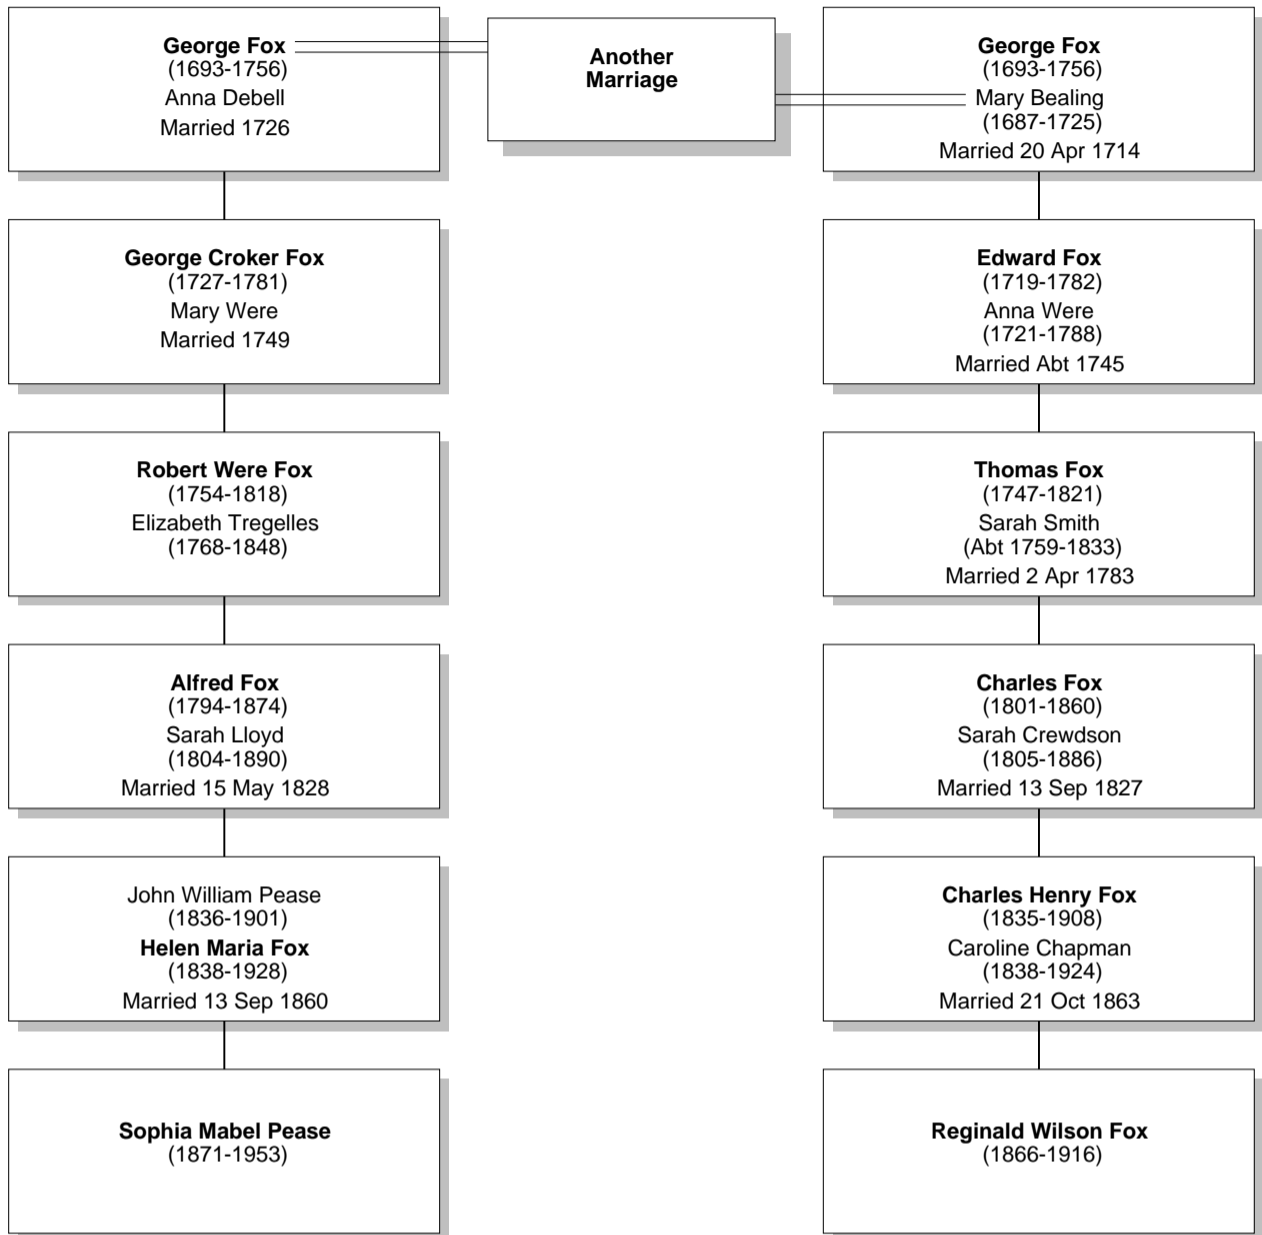 George Fox
(1693-1756)
Anna Debell
Married 1726
Another
Marriage
George Fox
(1693-1756)
Mary Bealing
(1687-1725)
Married 20 Apr 1714
George Croker Fox
(1727-1781)
Mary Were
Married 1749
Edward Fox
(1719-1782)
Anna Were
(1721-1788)
Married Abt 1745
Robert Were Fox
(1754-1818)
Elizabeth Tregelles
(1768-1848)
Thomas Fox
(1747-1821)
Sarah Smith
(Abt 1759-1833)
Married 2 Apr 1783
Alfred Fox
(1794-1874)
Sarah Lloyd
(1804-1890)
Married 15 May 1828
Charles Fox
(1801-1860)
Sarah Crewdson
(1805-1886)
Married 13 Sep 1827
John William Pease
(1836-1901)
Helen Maria Fox
(1838-1928)
Married 13 Sep 1860
Charles Henry Fox
(1835-1908)
Caroline Chapman
(1838-1924)
Married 21 Oct 1863
Sophia Mabel Pease
(1871-1953)
Reginald Wilson Fox
(1866-1916)